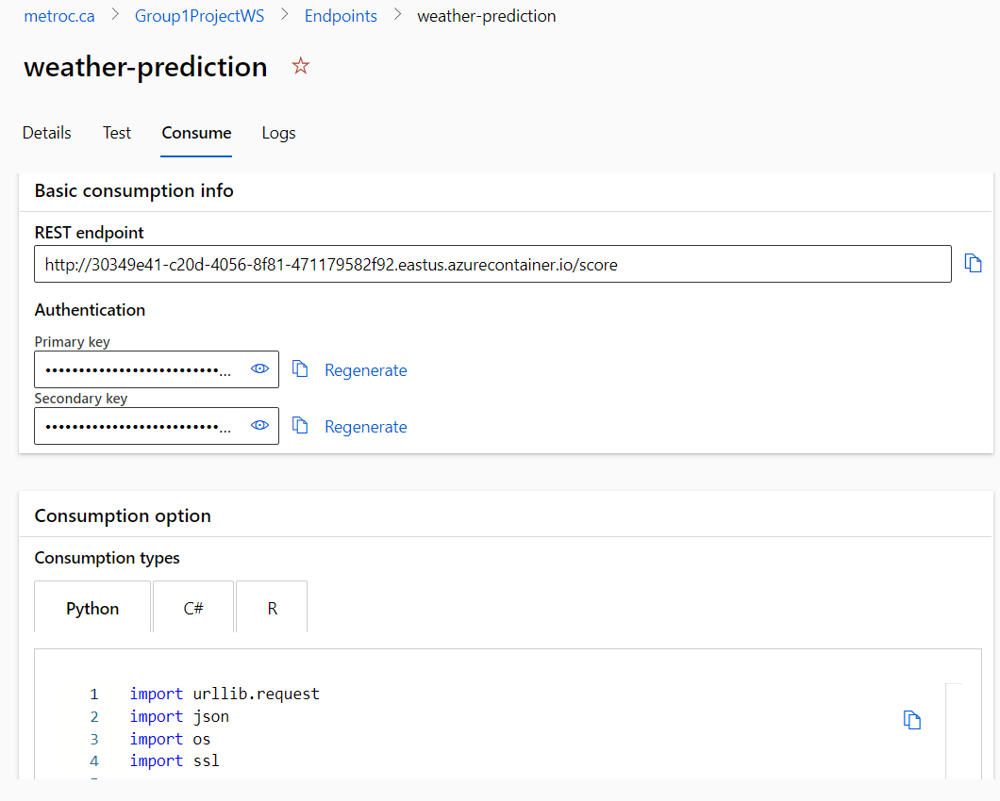 metroc.ca > Group1ProjectWS > Endpoints > weather-prediction
weather-prediction
Details Test Consume Logs
Basic consumption info
REST endpoint
http://30349e41-c20d-4056-8f81-471179582f92.eastus.azurecontainer.io/score
Authentication
Primary key
••••••••••••••••••••••••••... Regenerate
Secondary key
••••••••••••••••••••••••••... Regenerate
Consumption option
Consumption types
Python C# R
1 import urllib.request
2 import json
3 import os
4 import ssl